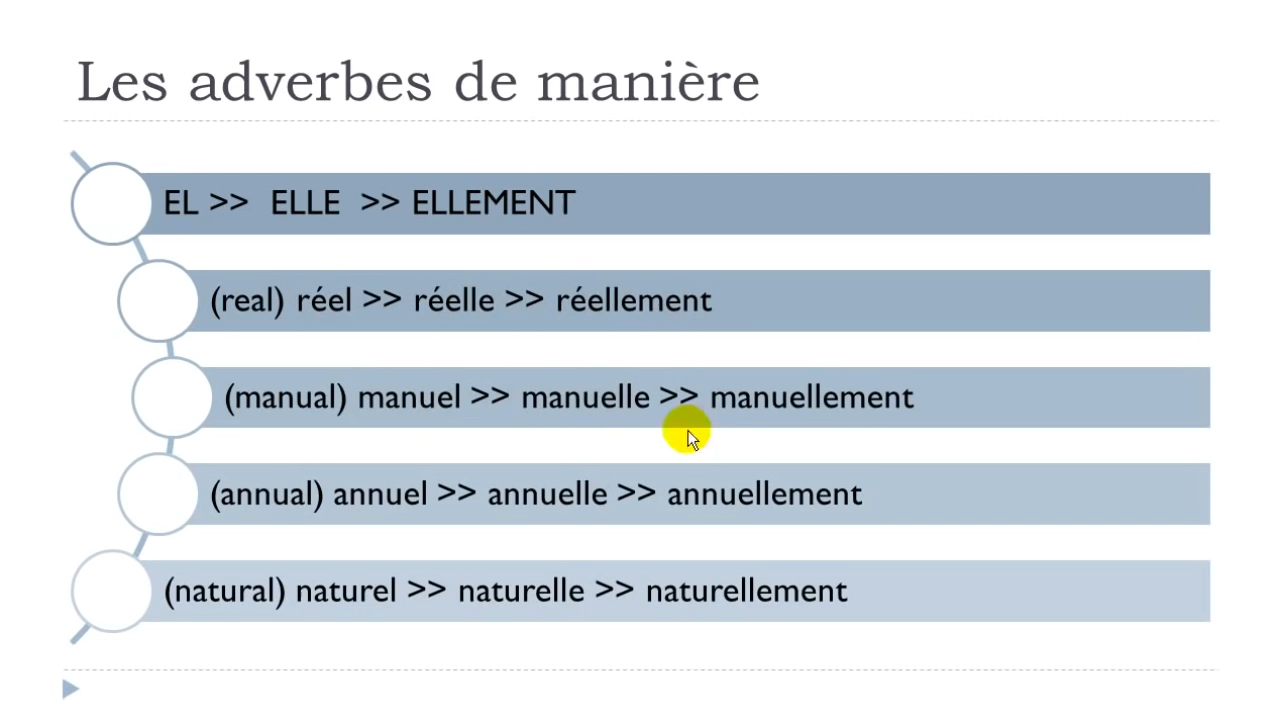 Les adverbes de manière
EL >> ELLE >> ELLEMENT
(real) réel >> réelle >> réellement
(manual) manuel >> manuelle >> manuellement
(annual) annuel >> annuelle >> annuellement
(natural) naturel >> naturelle >> naturellement